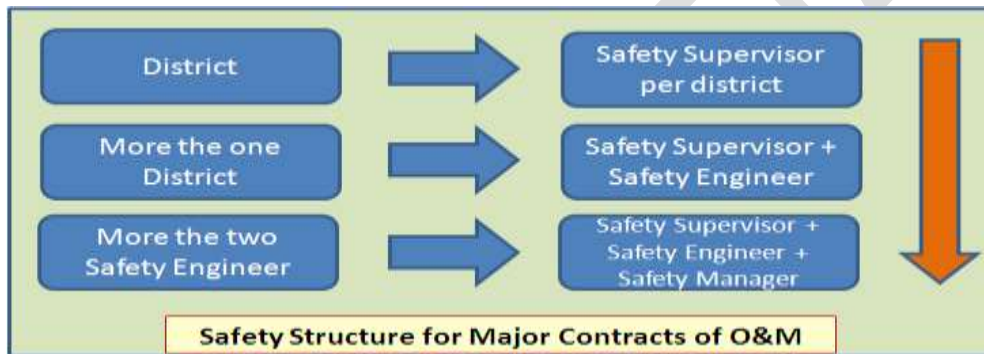 District
Safety Supervisor
per district
More the one
District
Safety Supervisor +
Safety Engineer
More the two
Safety Engineer
Safety Supervisor +
Safety Engineer +
Safety Manager
Safety Structure for Major Contracts of O&M